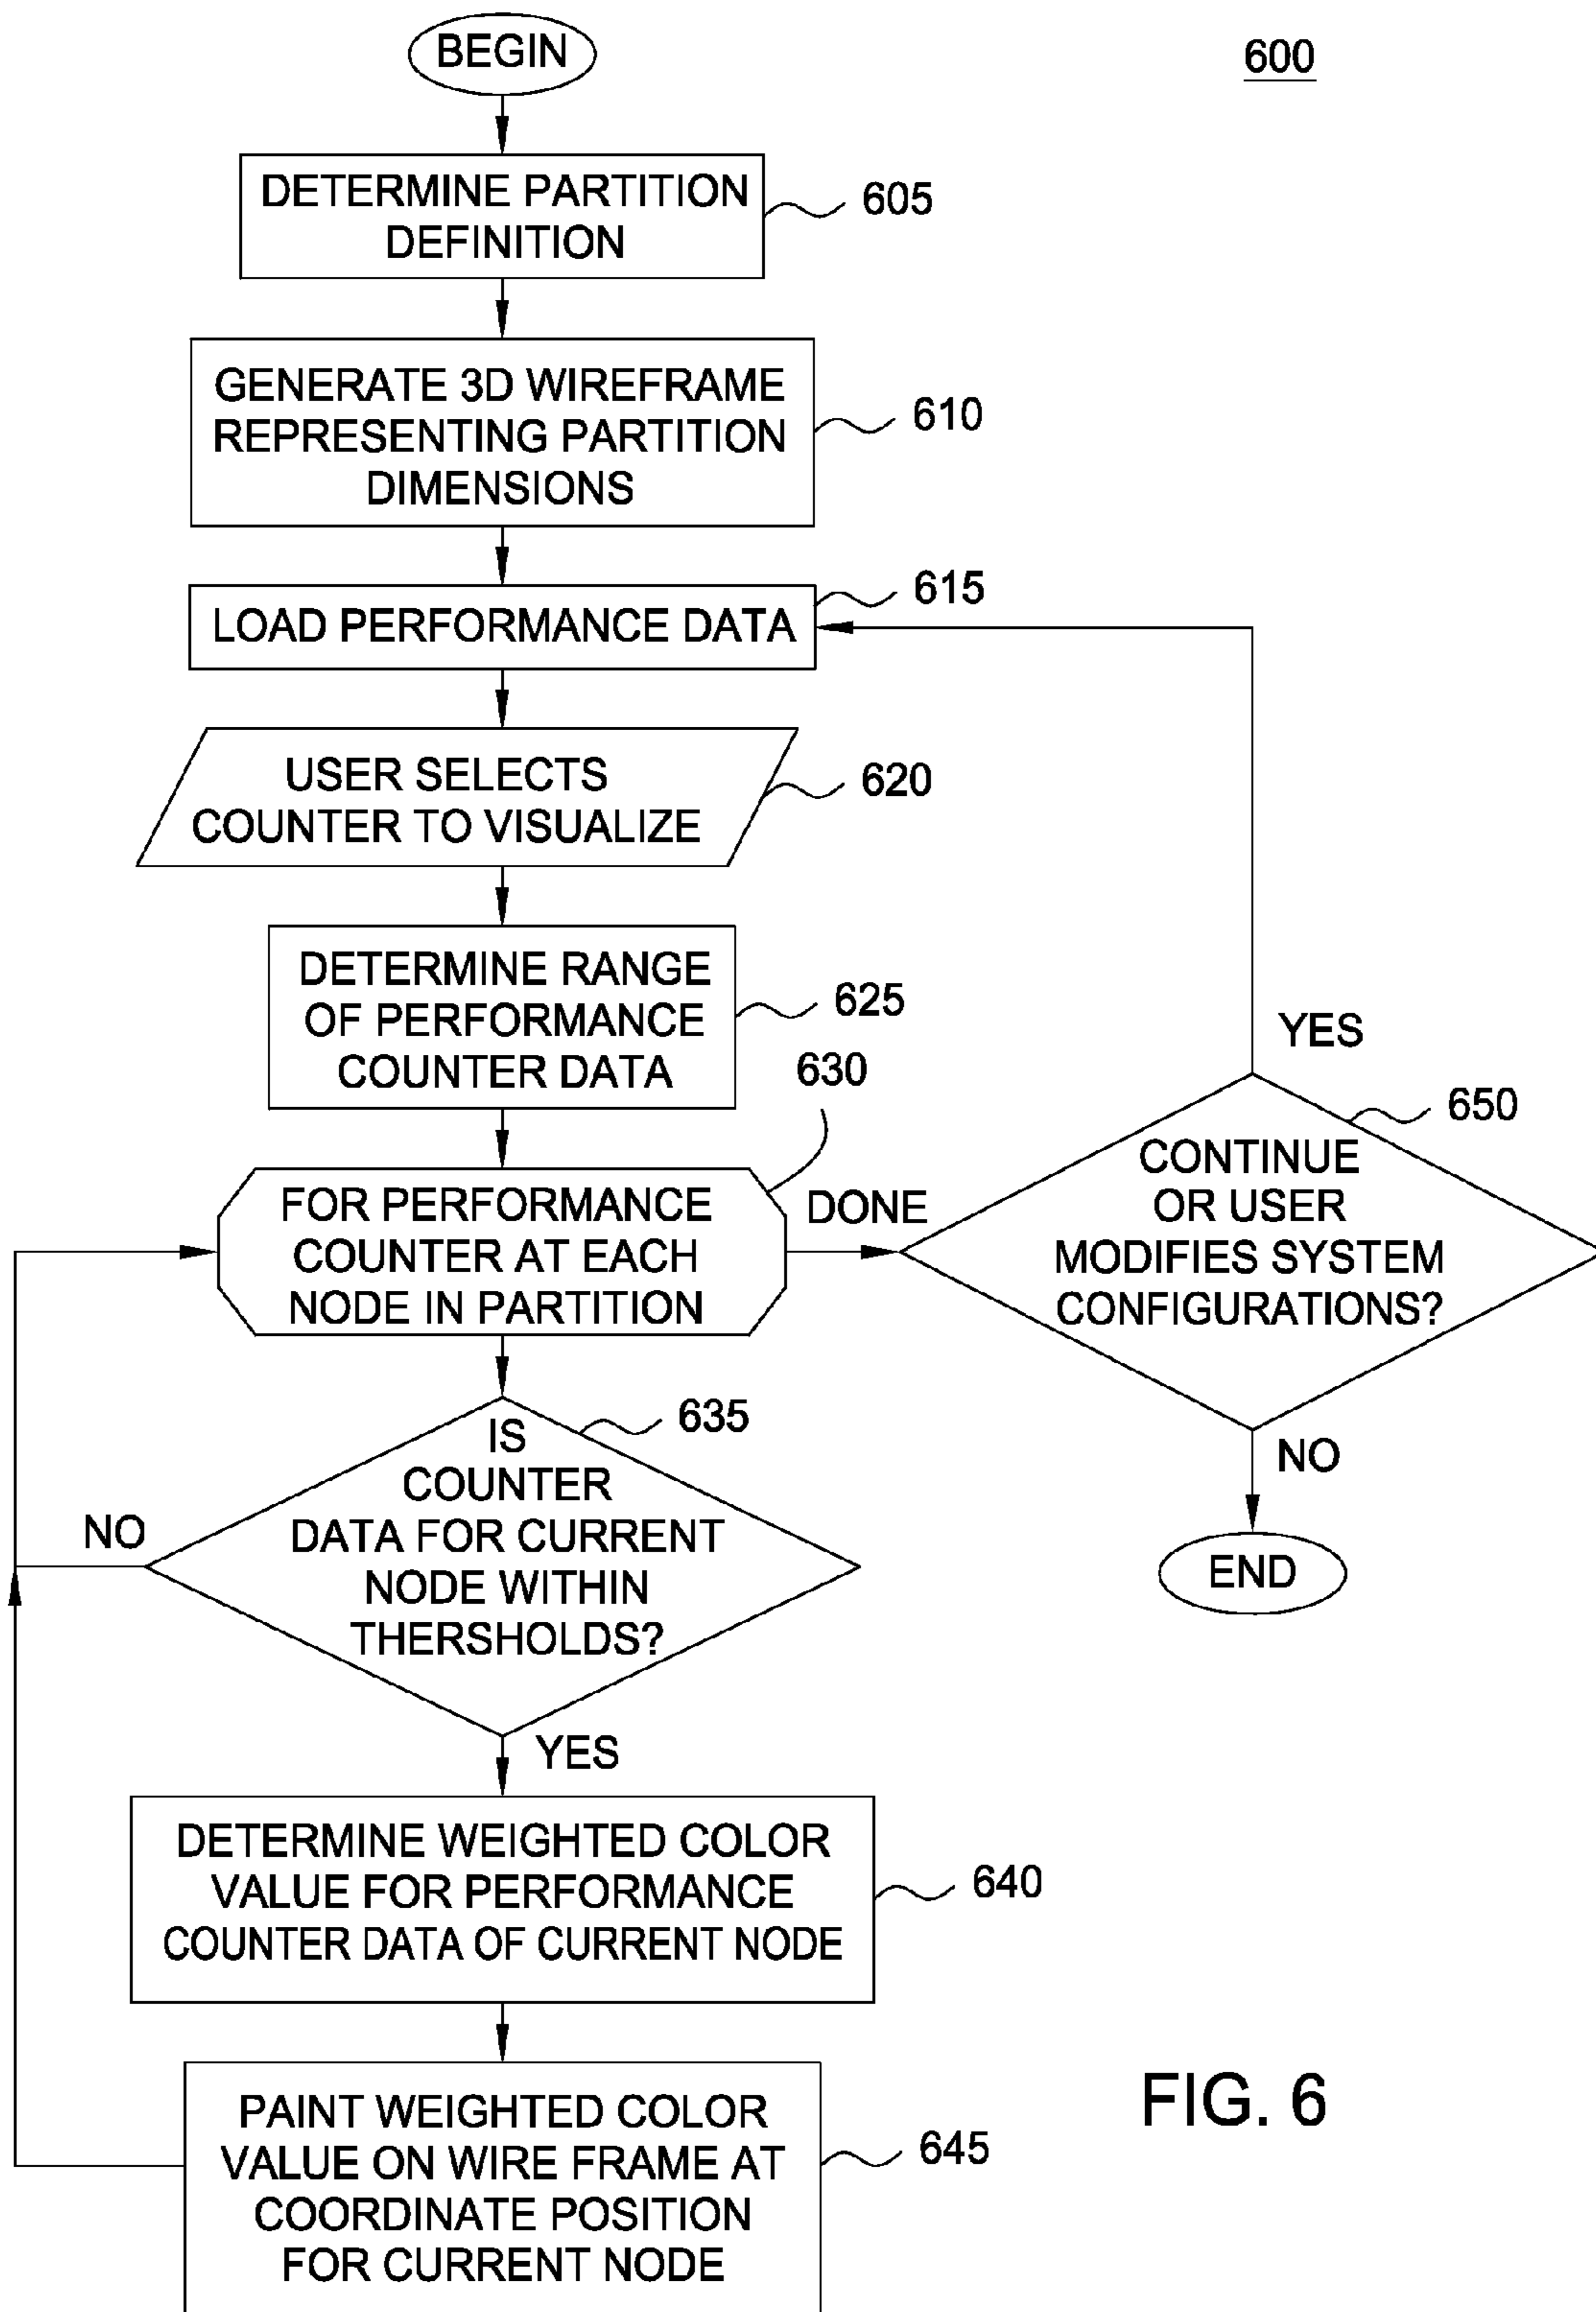 BEGIN
600
DETERMINE PARTITION
DEFINITION
605
GENERATE 3D WIREFRAME
REPRESENTING PARTITION
DIMENSIONS
610
LOAD PERFORMANCE DATA
615
USER SELECTS
COUNTER TO VISUALIZE
620
DETERMINE RANGE
OF PERFORMANCE
COUNTER DATA
625
630
FOR PERFORMANCE
COUNTER AT EACH
NODE IN PARTITION
DONE
YES
650
CONTINUE
OR USER
MODIFIES SYSTEM
CONFIGURATIONS?
NO
END
635
IS
COUNTER
DATA FOR CURRENT
NODE WITHIN
THERSHOLDS?
NO
YES
DETERMINE WEIGHTED COLOR
VALUE FOR PERFORMANCE
COUNTER DATA OF CURRENT NODE
640
PAINT WEIGHTED COLOR
VALUE ON WIRE FRAME AT
COORDINATE POSITION
FOR CURRENT NODE
645
FIG. 6